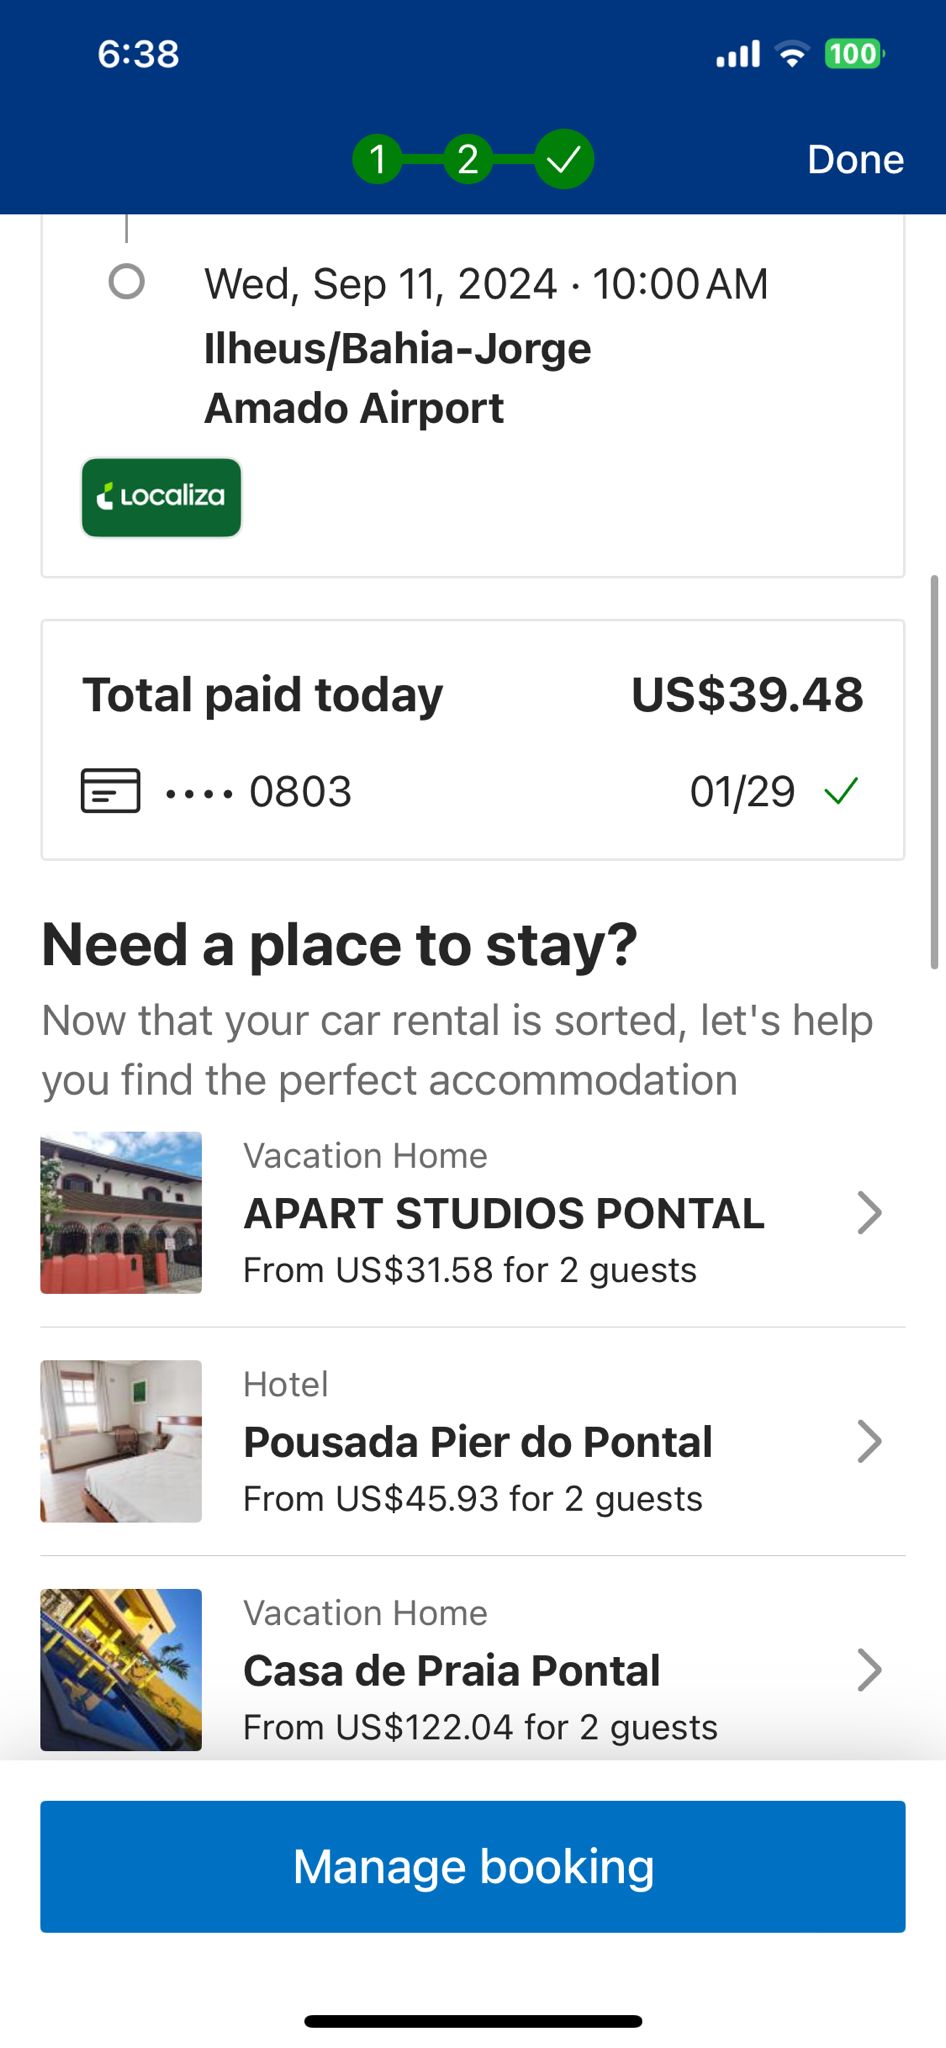 6:38
100
1
2
Done
Wed, Sep 11, 2024 · 10:00 AM
Ilheus/Bahia-Jorge
Amado Airport
Localiza
Total paid today US$39.48
···· 0803 01/29
Need a place to stay?
Now that your car rental is sorted, let's help
you find the perfect accommodation
Vacation Home
APART STUDIOS PONTAL
From US$31.58 for 2 guests
Hotel
Pousada Pier do Pontal
From US$45.93 for 2 guests
Vacation Home
Casa de Praia Pontal
From US$122.04 for 2 guests
Manage booking